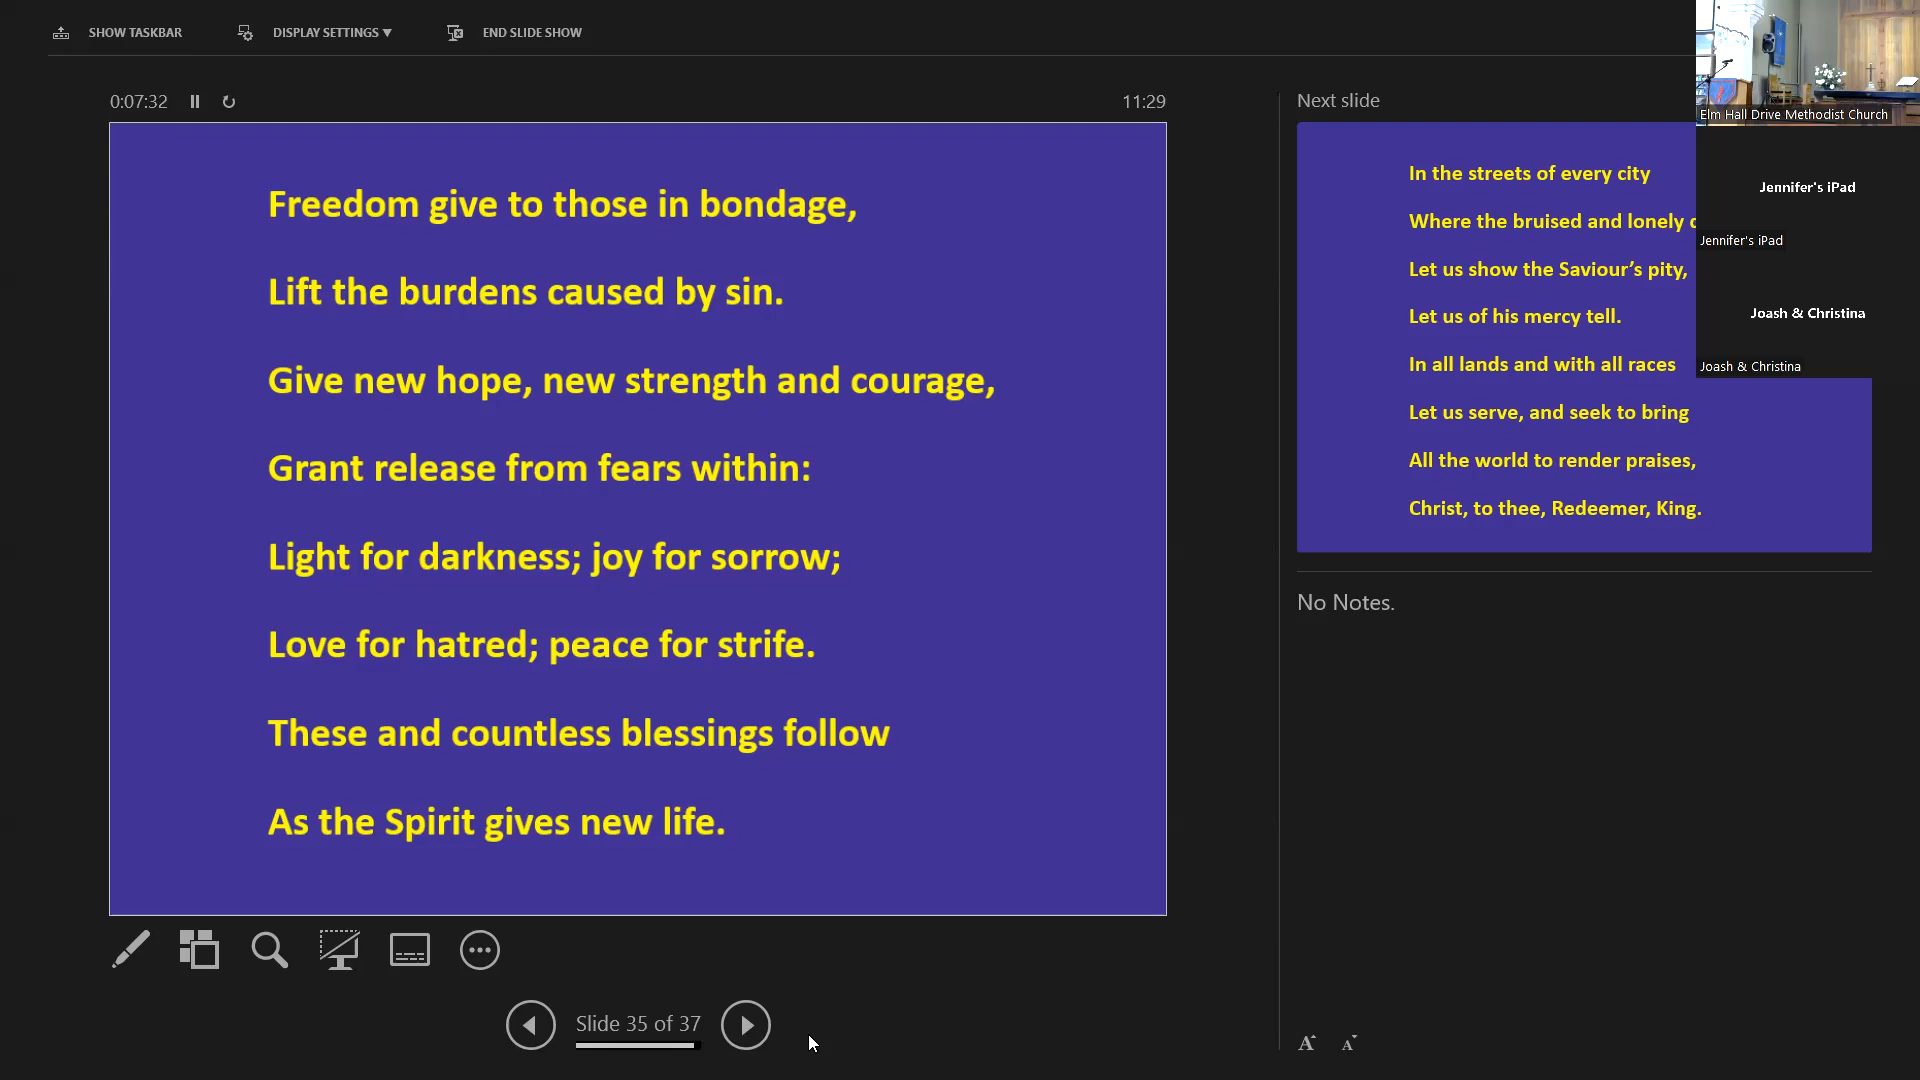 SHOW TASKBAR
DISPLAY SETTINGS ▼
END SLIDE SHOW
0:07:32
11:29
Freedom give to those in bondage,
Lift the burdens caused by sin.
Give new hope, new strength and courage,
Grant release from fears within:
Light for darkness; joy for sorrow;
Love for hatred; peace for strife.
These and countless blessings follow
As the Spirit gives new life.
Slide 35 of 37
Next slide
In the streets of every city
Where the bruised and lonely
Let us show the Saviour’s pity,
Let us of his mercy tell.
In all lands and with all races
Let us serve, and seek to bring
All the world to render praises,
Christ, to thee, Redeemer, King.
No Notes.
A A
Elm Hall Drive Methodist Church
Jennifer's iPad
Jennifer's iPad
Joash & Christina
Joash & Christina